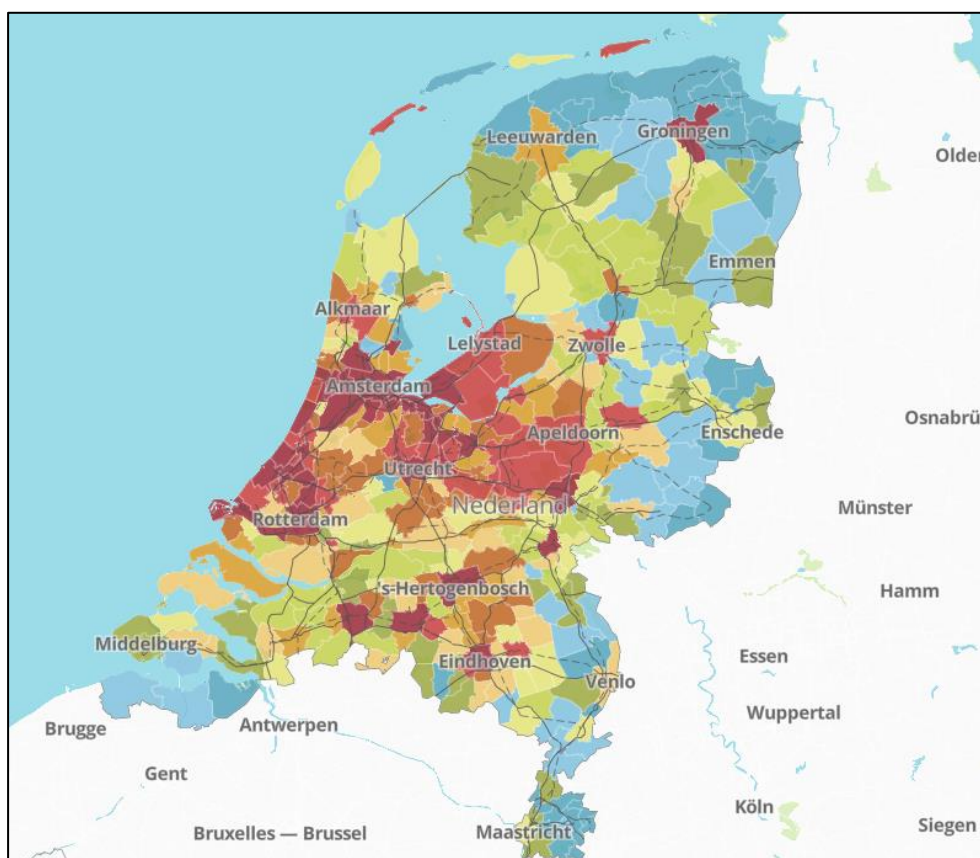 Leeuwarden
Groningen
Olden
Emmen
Alkmaar
Lelystad
Zwolle
Amsterdam
Osnabrü
Apeldoorn
Enschede
Utrecht
Nederland
Münster
Rotterdam
's-Hertogenbosch
Hamm
Middelburg
Eindhoven
Essen
Venlo
Brugge
Antwerpen
Wuppertal
Gent
Köln
Bruxelles — Brussel
Maastricht
Siegen